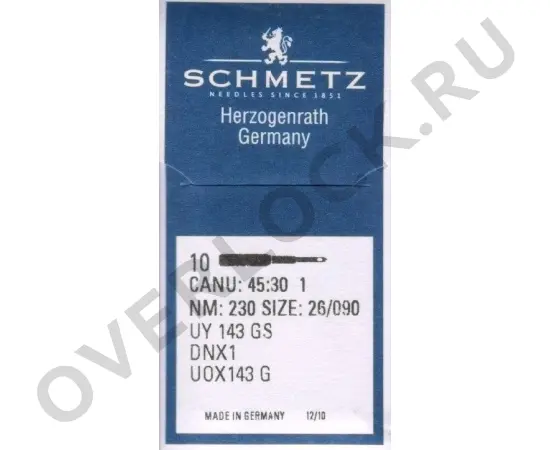 SCHMETZ
NEEDLES SINCE 1851
Herzogenrath
Germany
10
CANU: 45:30 1
NM: 230 SIZE: 26/090
UY 143 GS
DNX1
UOX143 G
MADE IN GERMANY 12/10
OVERLOCK.РУ